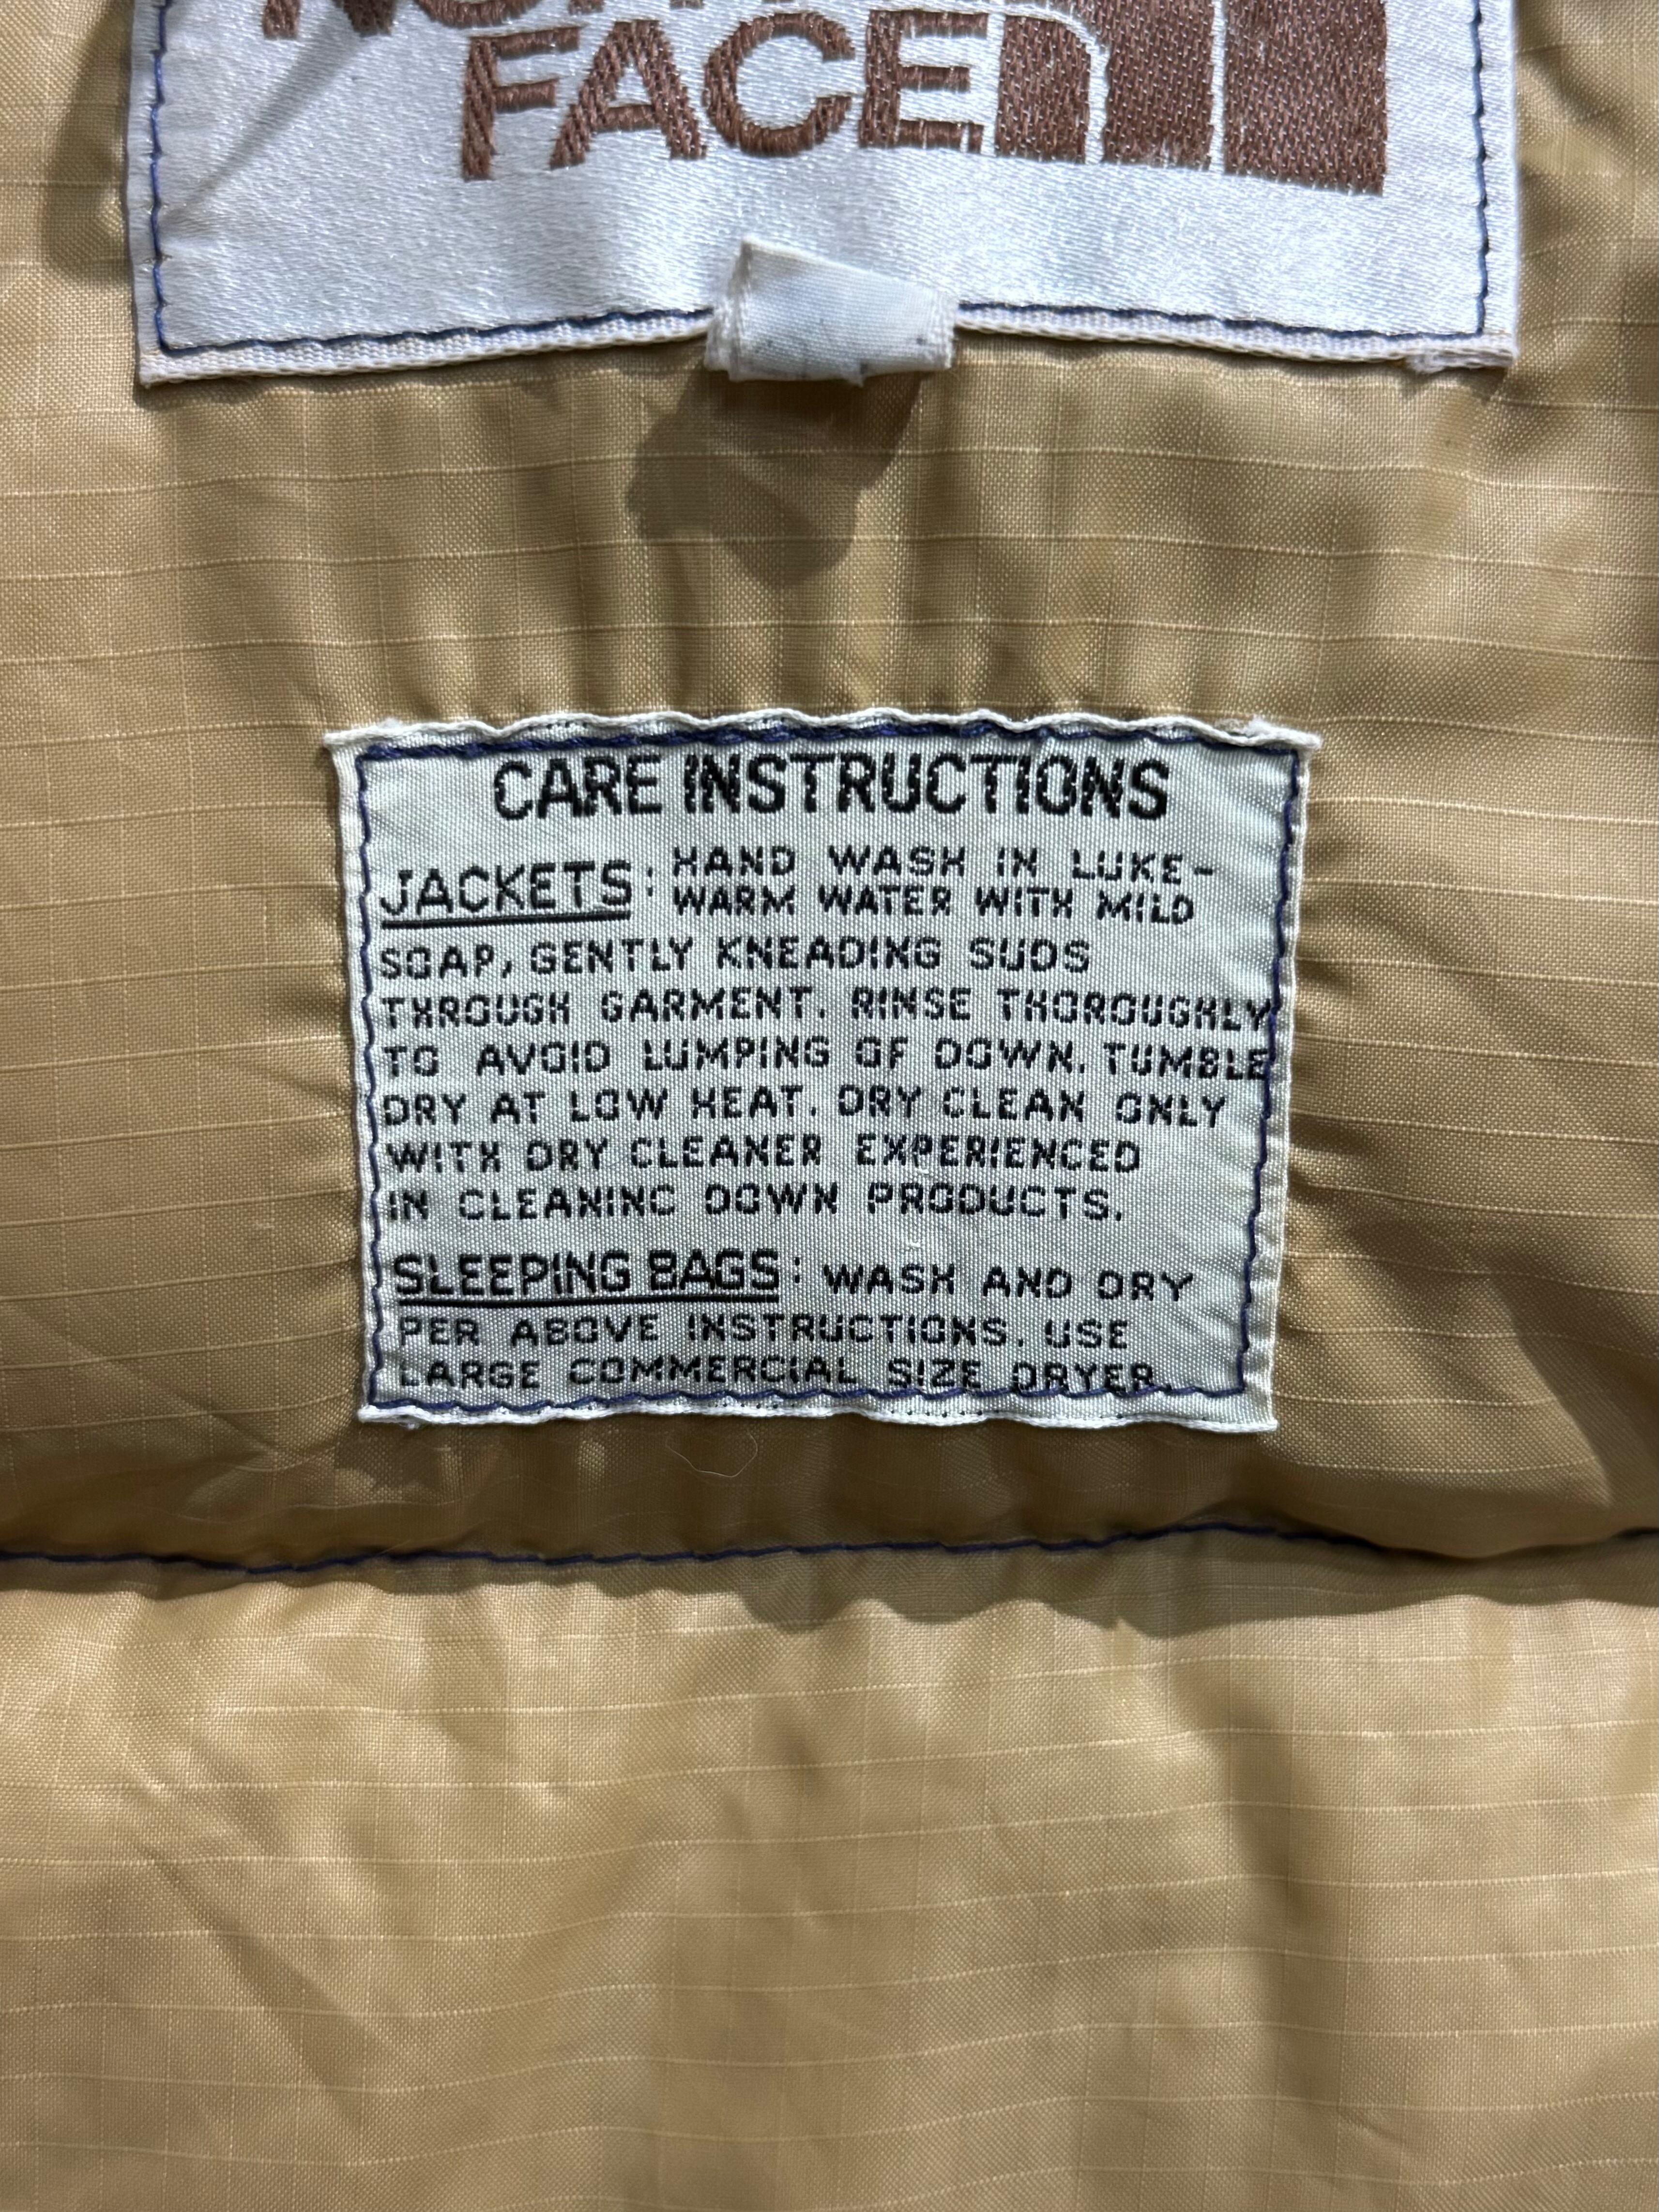 NORTH
FACE
CARE INSTRUCTIONS
JACKETS: HAND WASH IN LUKE-
WARM WATER WITH MILD
SOAP, GENTLY KNEADING SUDS
THROUGH GARMENT. RINSE THOROUGHLY
TO AVOID LUMPING OF DOWN. TUMBLE
DRY AT LOW HEAT. DRY CLEAN ONLY
WITH DRY CLEANER EXPERIENCED
IN CLEANING DOWN PRODUCTS.
SLEEPING BAGS: WASH AND DRY
PER ABOVE INSTRUCTIONS. USE
LARGE COMMERCIAL SIZE DRYER.